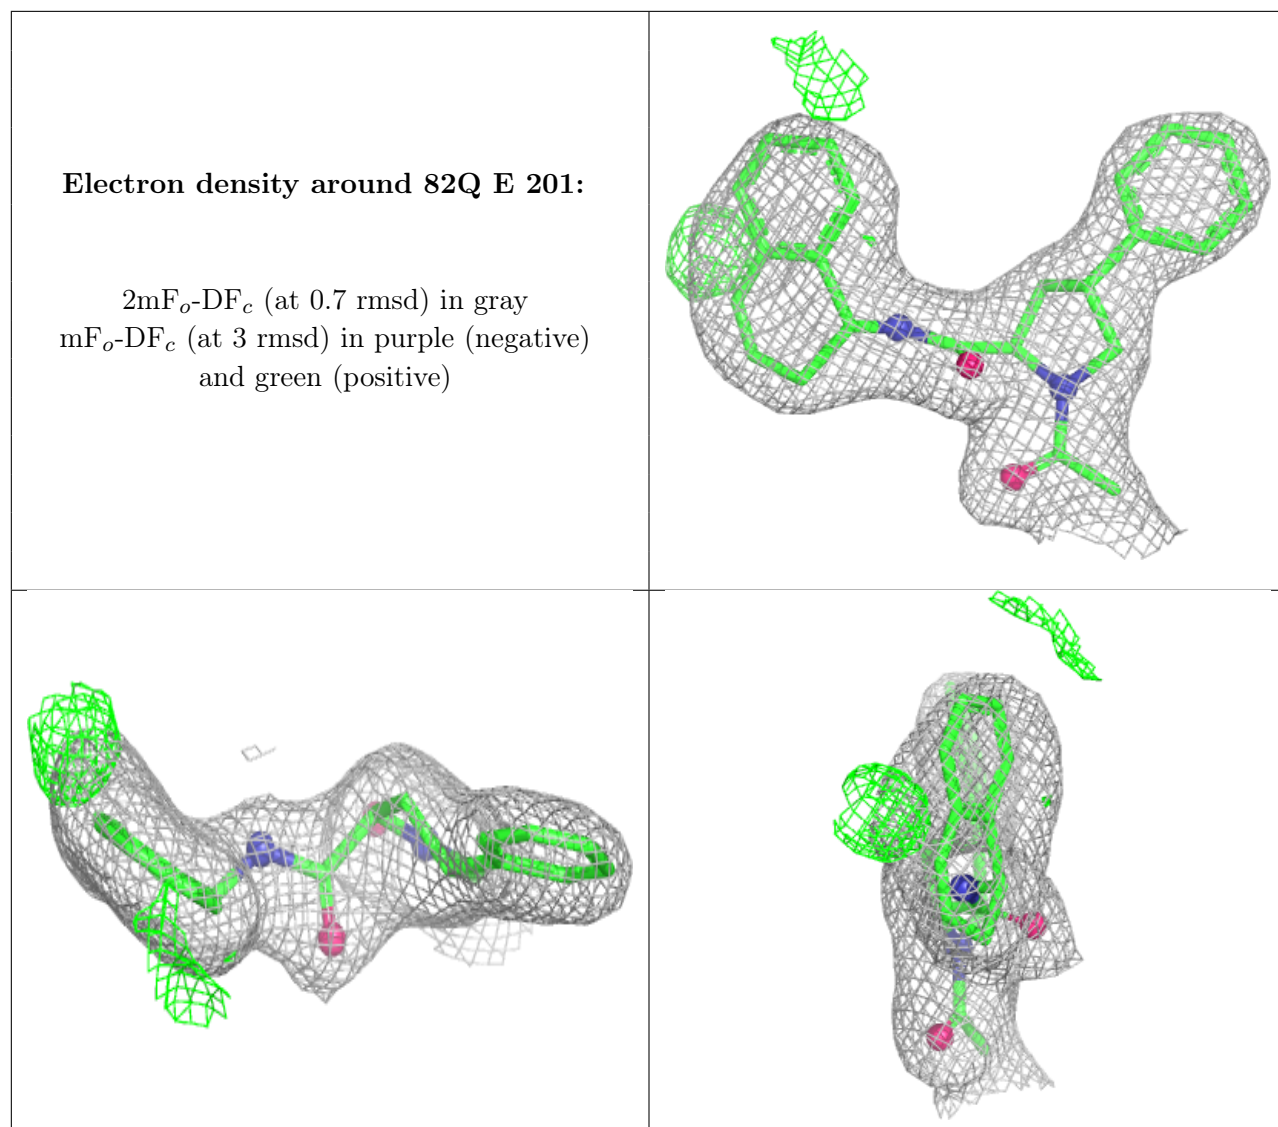 Electron density around 82Q E 201:
2mFo-DFc (at 0.7 rmsd) in gray
mFo-DFc (at 3 rmsd) in purple (negative)
and green (positive)